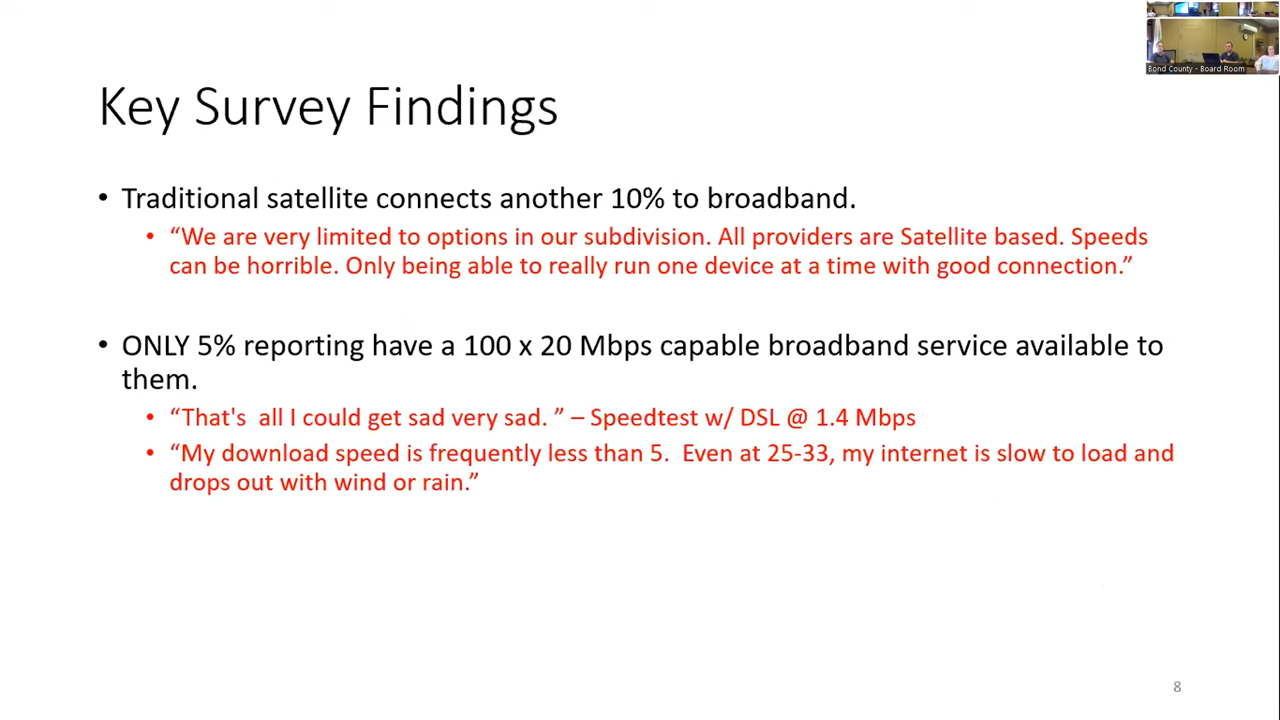 Bond County - Board Room
Key Survey Findings
• Traditional satellite connects another 10% to broadband.
• “We are very limited to options in our subdivision. All providers are Satellite based. Speeds
can be horrible. Only being able to really run one device at a time with good connection.”
• ONLY 5% reporting have a 100 x 20 Mbps capable broadband service available to
them.
• “That's  all I could get sad very sad. ” – Speedtest w/ DSL @ 1.4 Mbps
• “My download speed is frequently less than 5.  Even at 25-33, my internet is slow to load and
drops out with wind or rain.”
8